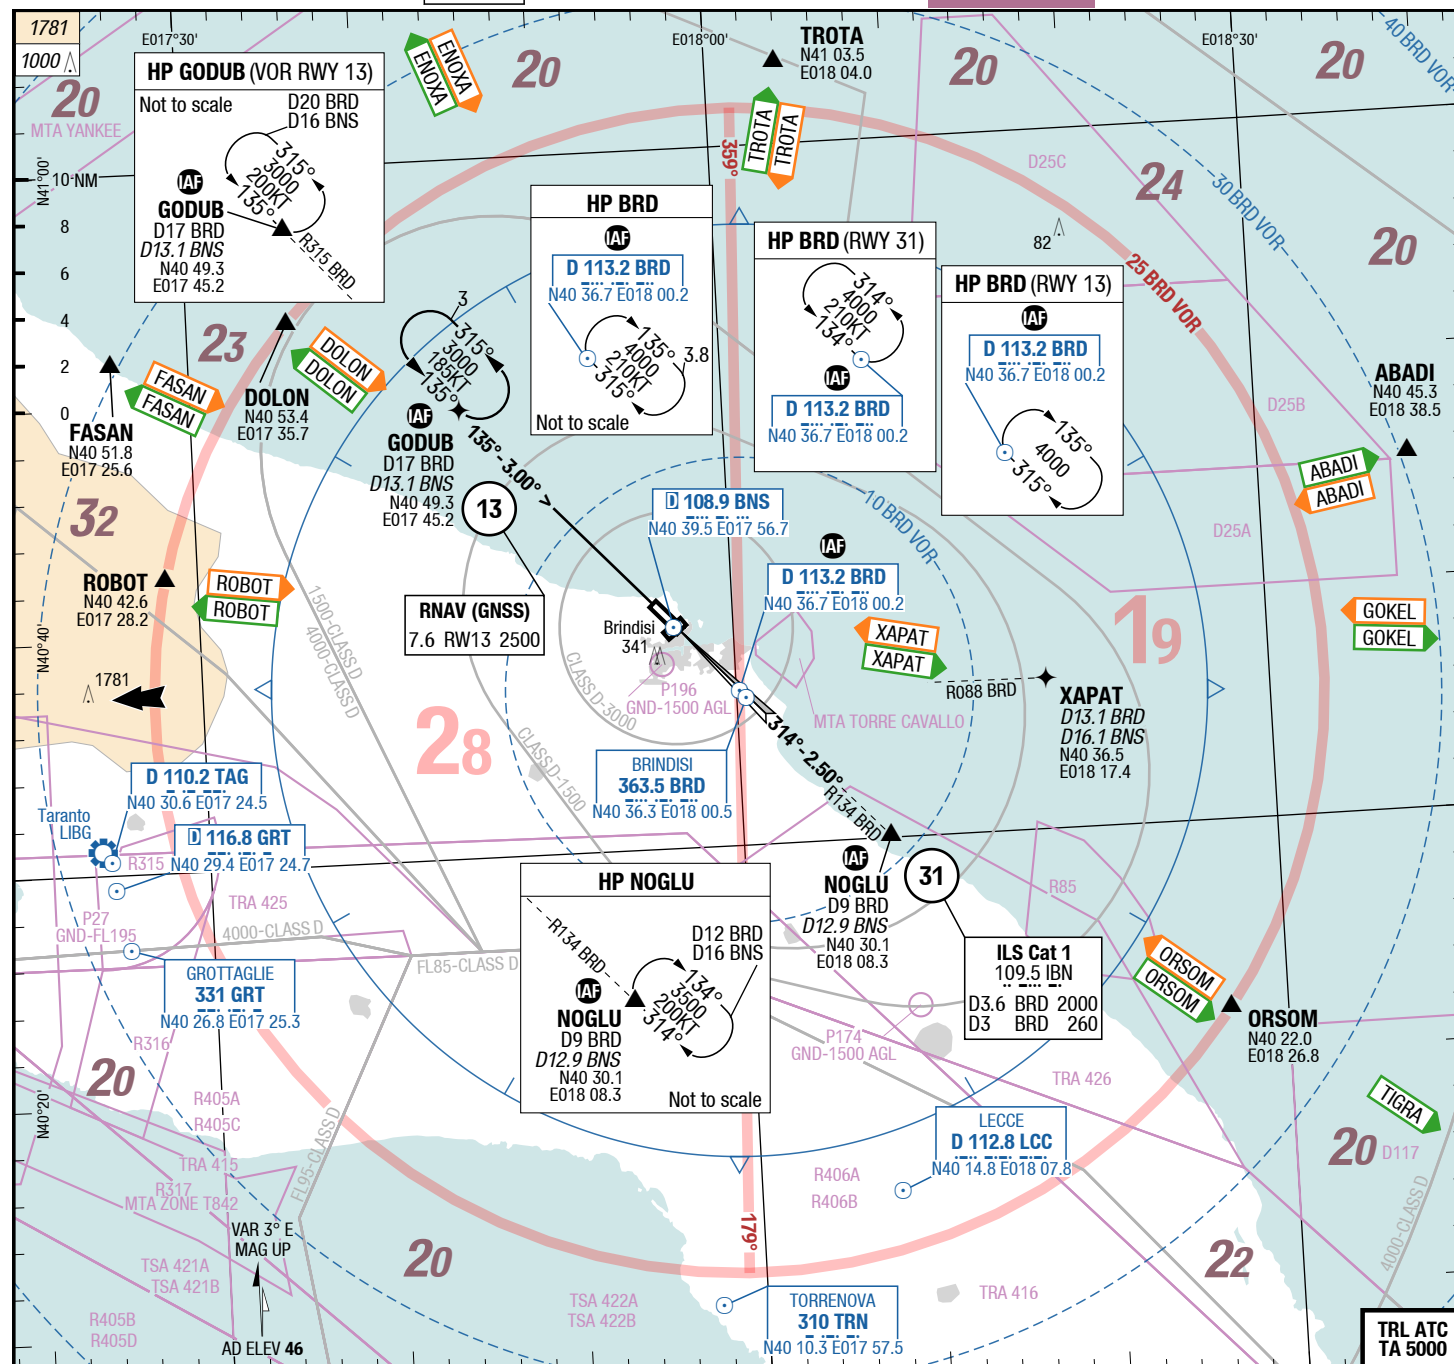 1781
1000
E017°30'
E018°00'
E018°30'
40 BRD VOR
20
20
20
20
MTA YANKEE
ENOXA
ENOXA
TROTA
N41 03.5
E018 04.0
HP GODUB (VOR RWY 13)
Not to scale
D20 BRD
D16 BNS
315°
3000
200KT
135°
IAF
GODUB
D17 BRD
D13.1 BNS
N40 49.3
E017 45.2
R315 BRD
N41°00'
10 NM
8
6
4
2
0
TROTA
TROTA
359°
D25C
24
30 BRD VOR
20
82
25 BRD VOR
HP BRD
IAF
D 113.2 BRD
N40 36.7 E018 00.2
135°
4000
210KT
315°
3.8
Not to scale
HP BRD (RWY 31)
314°
4000
210KT
134°
IAF
D 113.2 BRD
N40 36.7 E018 00.2
HP BRD (RWY 13)
IAF
D 113.2 BRD
N40 36.7 E018 00.2
135°
4000
315°
23
3
315°
3000
185KT
135°
DOLON
DOLON
DOLON
N40 53.4
E017 35.7
FASAN
FASAN
FASAN
N40 51.8
E017 25.6
IAF
GODUB
D17 BRD
D13.1 BNS
N40 49.3
E017 45.2
135°-3.00° >
13
RNAV (GNSS)
7.6 RW13 2500
ABADI
N40 45.3
E018 38.5
D25B
ABADI
ABADI
D25A
32
D 108.9 BNS
N40 39.5 E017 56.7
10 BRD VOR
IAF
D 113.2 BRD
N40 36.7 E018 00.2
ROBOT
N40 42.6
E017 28.2
ROBOT
ROBOT
1500-CLASS D
4000-CLASS D
N40°40'
Brindisi
341
P196
GND-1500 AGL
CLASS D-3000
CLASS D-1500
XAPAT
XAPAT
R088 BRD
XAPAT
D13.1 BRD
D16.1 BNS
N40 36.5
E018 17.4
19
GOKEL
GOKEL
1781
28
MTA TORRE CAVALLO
314°-2.50°
R134 BRD
BRINDISI
363.5 BRD
N40 36.3 E018 00.5
D 110.2 TAG
N40 30.6 E017 24.5
Taranto
LIBG
D 116.8 GRT
N40 29.4 E017 24.7
R315
TRA 425
P27
GND-FL195
4000-CLASS D
FL85-CLASS D
GROTTAGLIE
331 GRT
N40 26.8 E017 25.3
R316
HP NOGLU
R134 BRD
D12 BRD
D16 BNS
134°
3500
200KT
314°
IAF
NOGLU
D9 BRD
D12.9 BNS
N40 30.1
E018 08.3
Not to scale
IAF
NOGLU
D9 BRD
D12.9 BNS
N40 30.1
E018 08.3
31
R85
ILS Cat 1
109.5 IBN
D3.6 BRD 2000
D3 BRD 260
P174
GND-1500 AGL
ORSOM
ORSOM
ORSOM
N40 22.0
E018 26.8
TRA 426
TIGRA
20
R405A
R405C
N40°20'
FL95-CLASS D
TRA 415
R317
MTA ZONE T842
LECCE
D 112.8 LCC
N40 14.8 E018 07.8
R406A
R406B
20
D117
4000-CLASS D
VAR 3° E
MAG UP
TSA 421A
TSA 421B
R405B
R405D
AD ELEV 46
20
179°
22
TSA 422A
TSA 422B
TORRENOVA
310 TRN
N40 10.3 E017 57.5
TRA 416
TRL ATC
TA 5000